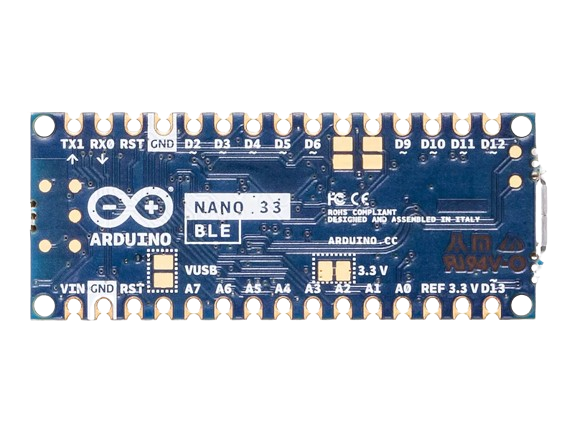 TX1 RX0 RST GND D2 D3 D4 D5 D6 D9 D10 D11 D12
NANO 33
BLE
ARDUINO
FC CE
ROHS COMPLIANT
DESIGNED AND ASSEMBLED IN ITALY
ARDUINO.CC
VUSB
3.3 V
VIN GND RST A7 A6 A5 A4 A3 A2 A1 A0 REF 3.3 V D13